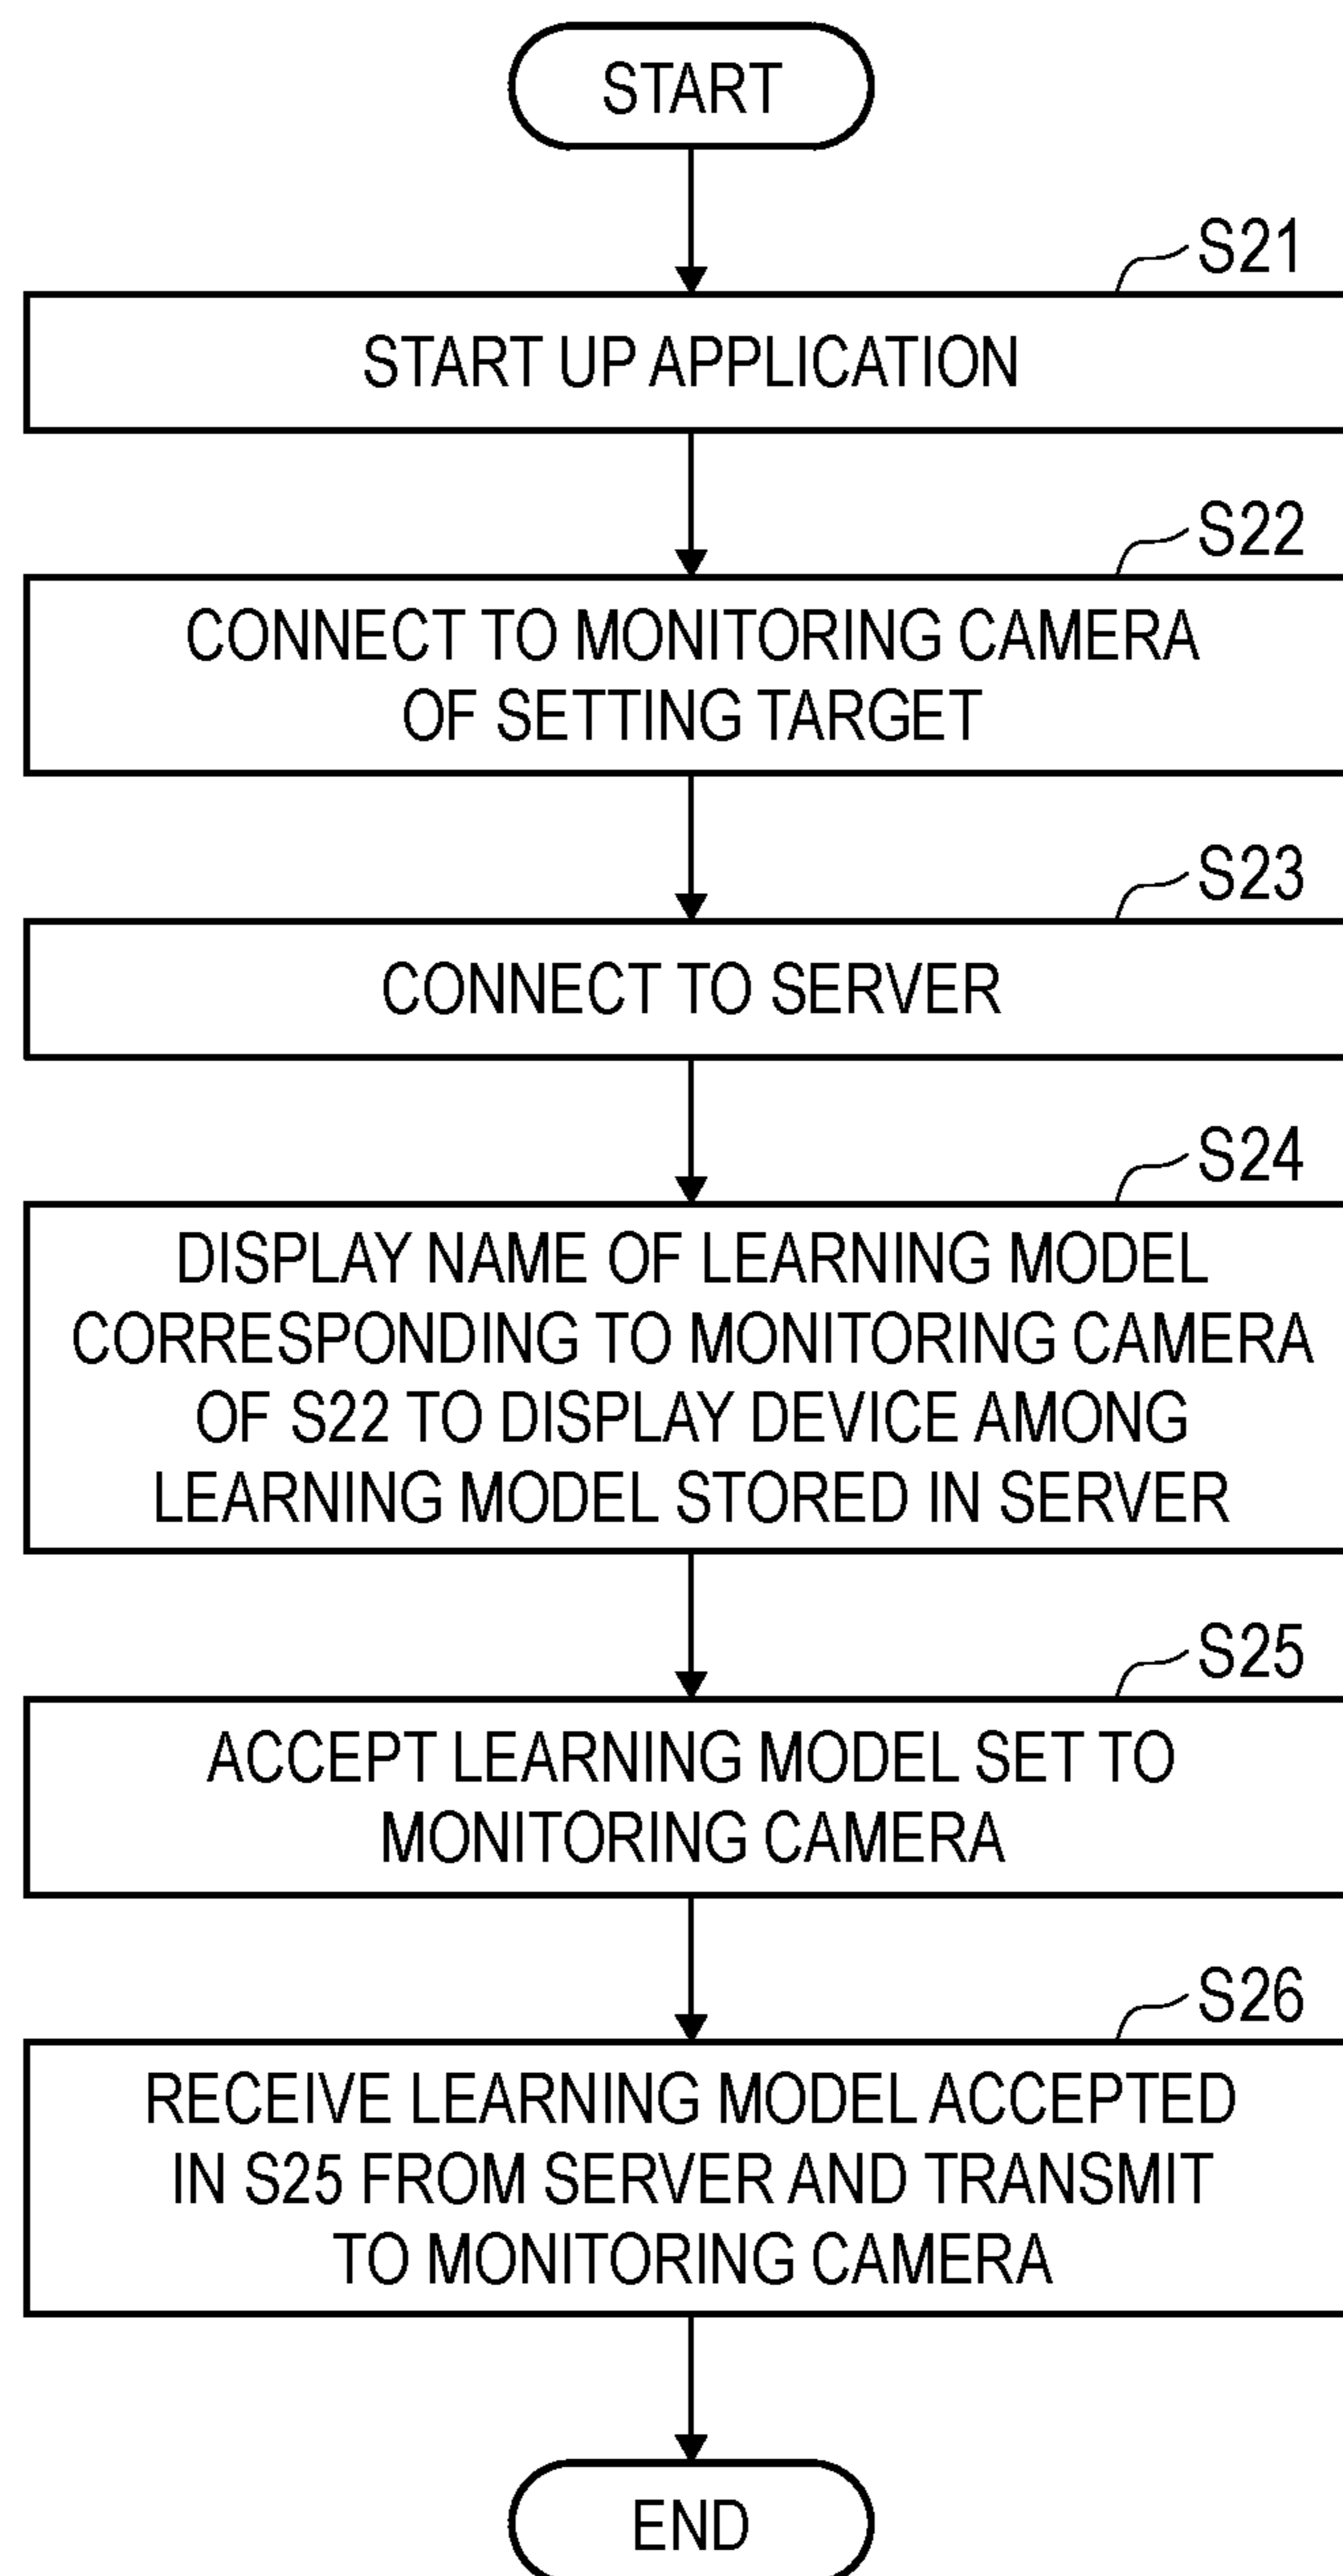 START
S21
START UP APPLICATION
S22
CONNECT TO MONITORING CAMERA
OF SETTING TARGET
S23
CONNECT TO SERVER
S24
DISPLAY NAME OF LEARNING MODEL
CORRESPONDING TO MONITORING CAMERA
OF S22 TO DISPLAY DEVICE AMONG
LEARNING MODEL STORED IN SERVER
S25
ACCEPT LEARNING MODEL SET TO
MONITORING CAMERA
S26
RECEIVE LEARNING MODEL ACCEPTED
IN S25 FROM SERVER AND TRANSMIT
TO MONITORING CAMERA
END